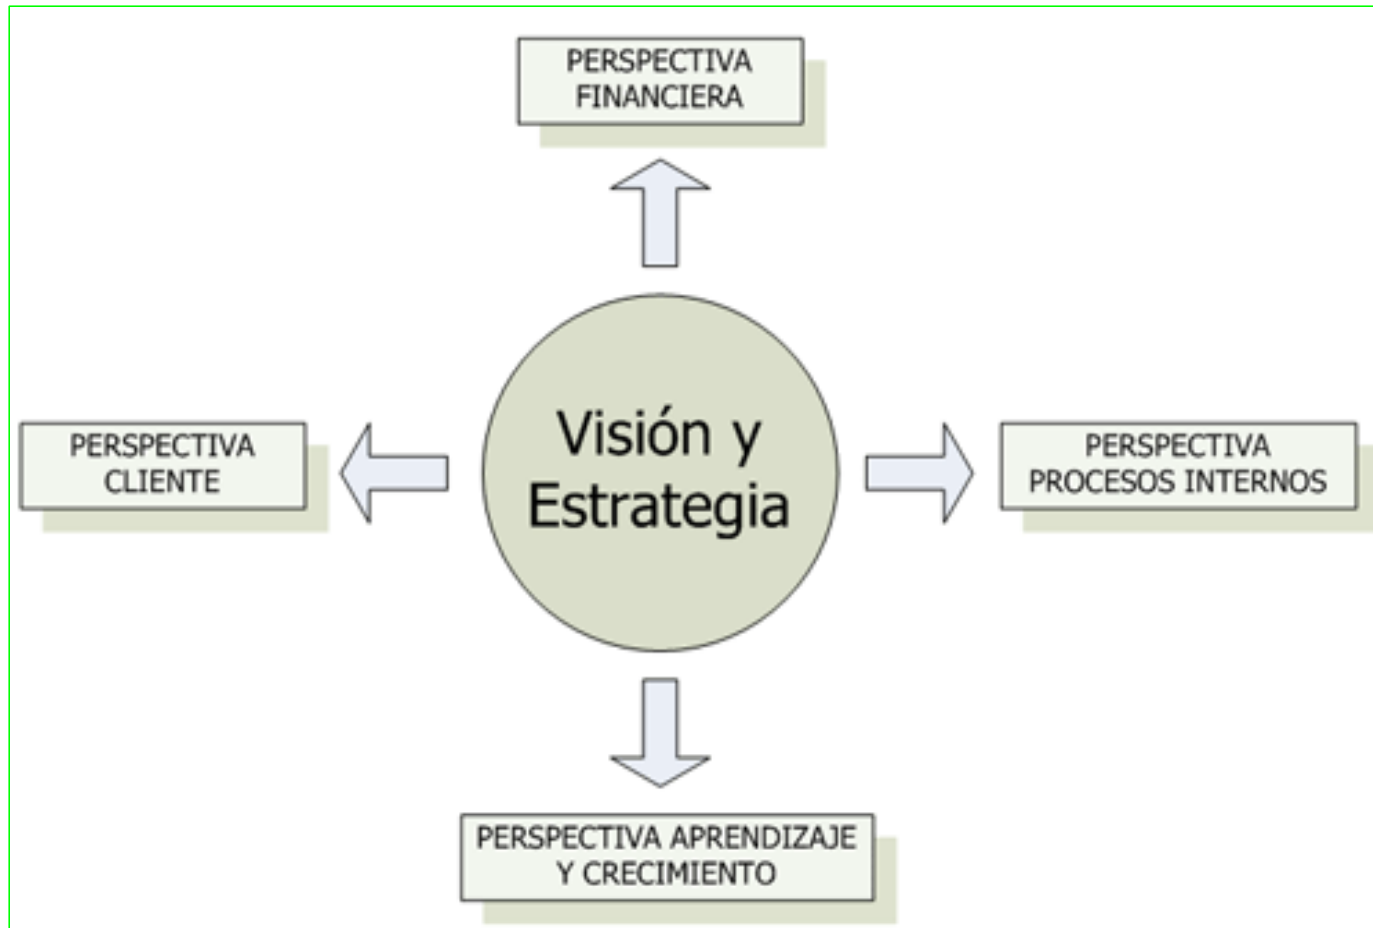 PERSPECTIVA
FINANCIERA
PERSPECTIVA
CLIENTE
Visión y
Estrategia
PERSPECTIVA
PROCESOS INTERNOS
PERSPECTIVA APRENDIZAJE
Y CRECIMIENTO